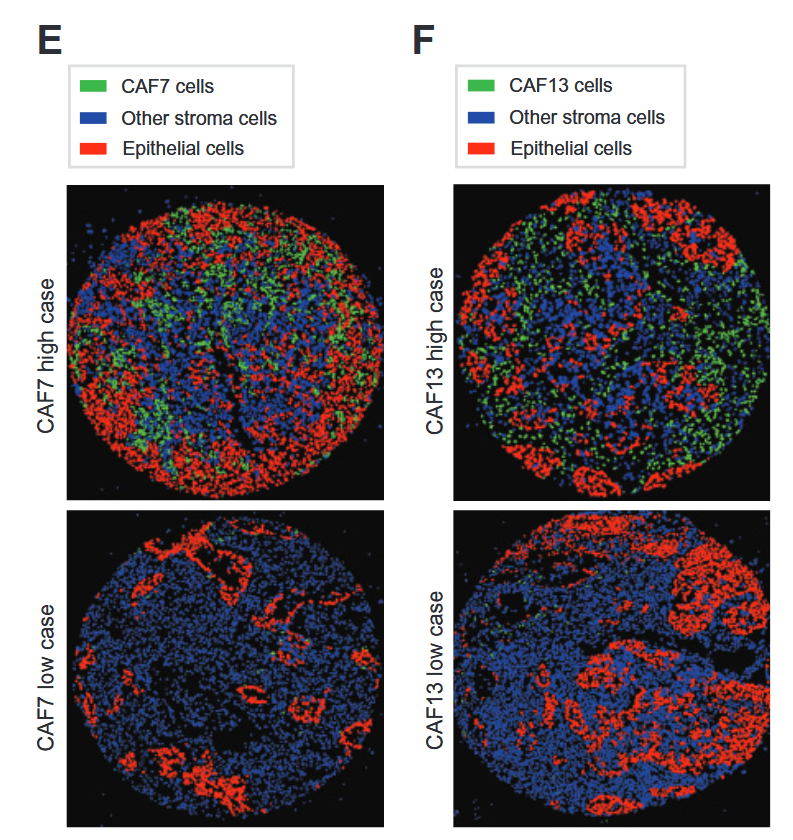 E
CAF7 cells
Other stroma cells
Epithelial cells
CAF7 high case
CAF7 low case
F
CAF13 cells
Other stroma cells
Epithelial cells
CAF13 high case
CAF13 low case